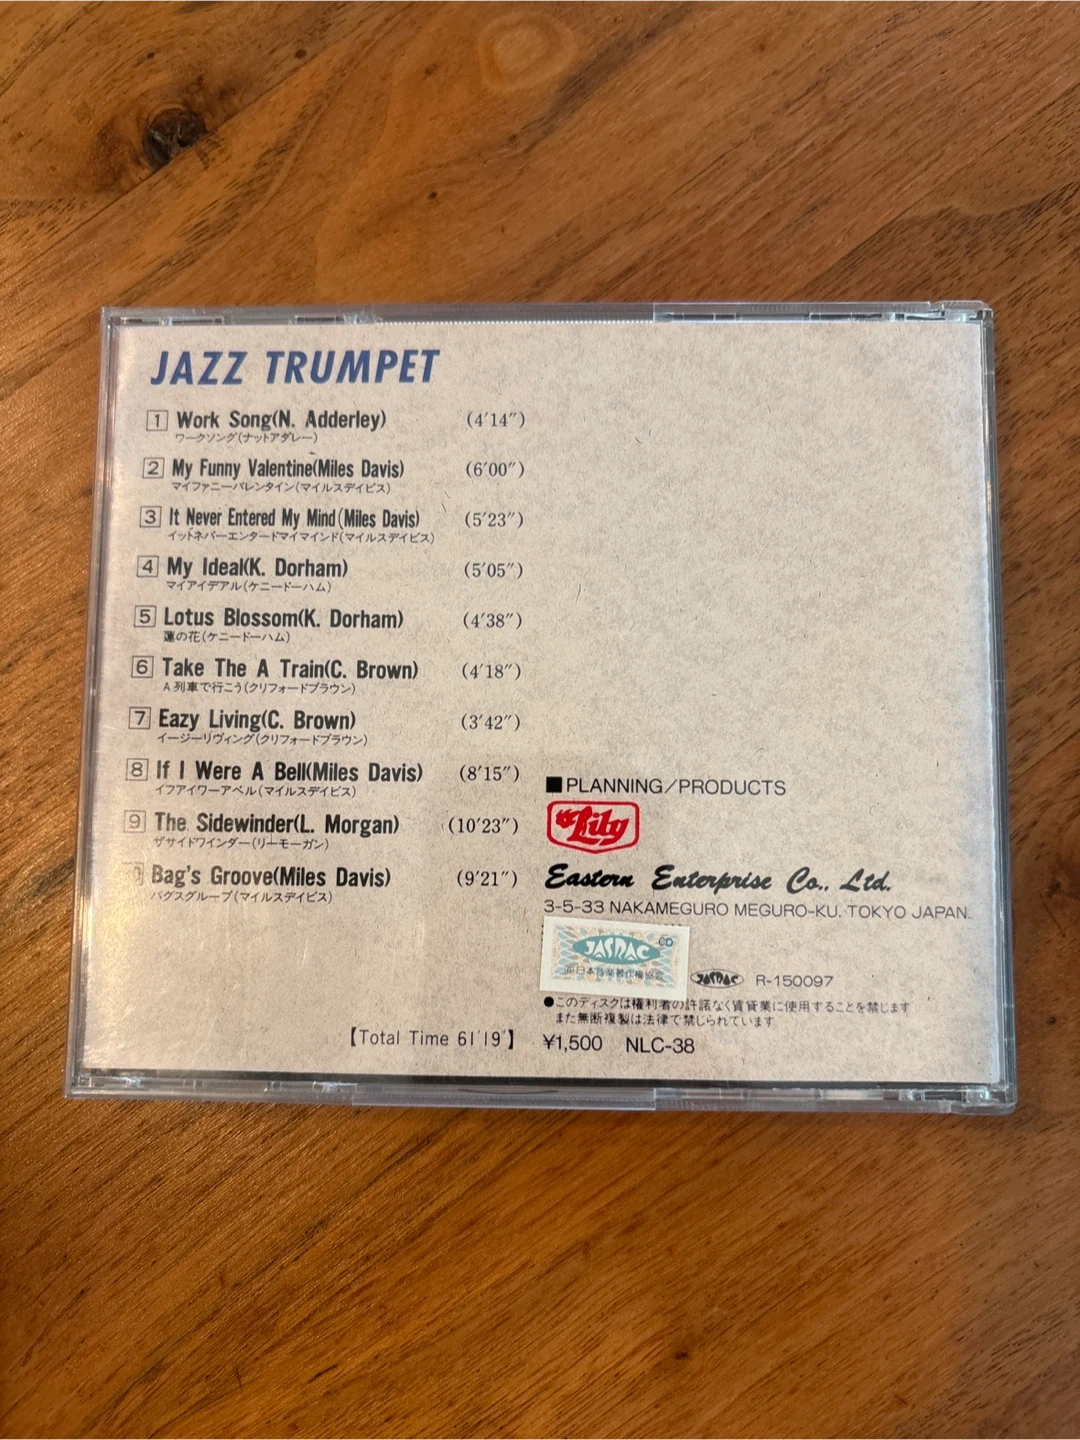 JAZZ TRUMPET
1 Work Song(N. Adderley) (4′14″)
ワークソング(ナットアダレー)
2 My Funny Valentine(Miles Davis) (6′00″)
マイファニーバレンタイン(マイルスデイビス)
3 It Never Entered My Mind(Miles Davis) (5′23″)
イットネバーエンタードマイマインド(マイルスデイビス)
4 My Ideal(K. Dorham) (5′05″)
マイアイデアル(ケニードーハム)
5 Lotus Blossom(K. Dorham) (4′38″)
蓮の花(ケニードーハム)
6 Take The A Train(C. Brown) (4′18″)
A列車で行こう(クリフォードブラウン)
7 Eazy Living(C. Brown) (3′42″)
イージーリヴィング(クリフォードブラウン)
8 If I Were A Bell(Miles Davis) (8′15″)
イフアイワーアベル(マイルスデイビス)
9 The Sidewinder(L. Morgan) (10′23″)
ザサイドワインダー(リーモーガン)
10 Bag's Groove(Miles Davis) (9′21″)
バグスグルーブ(マイルスデイビス)
【Total Time 61′19″】
■PLANNING/PRODUCTS
Lily
Eastern Enterprise Co., Ltd.
3-5-33 NAKAMEGURO MEGURO-KU, TOKYO JAPAN.
JASRAC CD
日本音楽著作権協会
JASRAC R-150097
●このディスクは権利者の許諾なく賃貸業に使用することを禁じます
また無断複製は法律で禁じられています
¥1,500 NLC-38